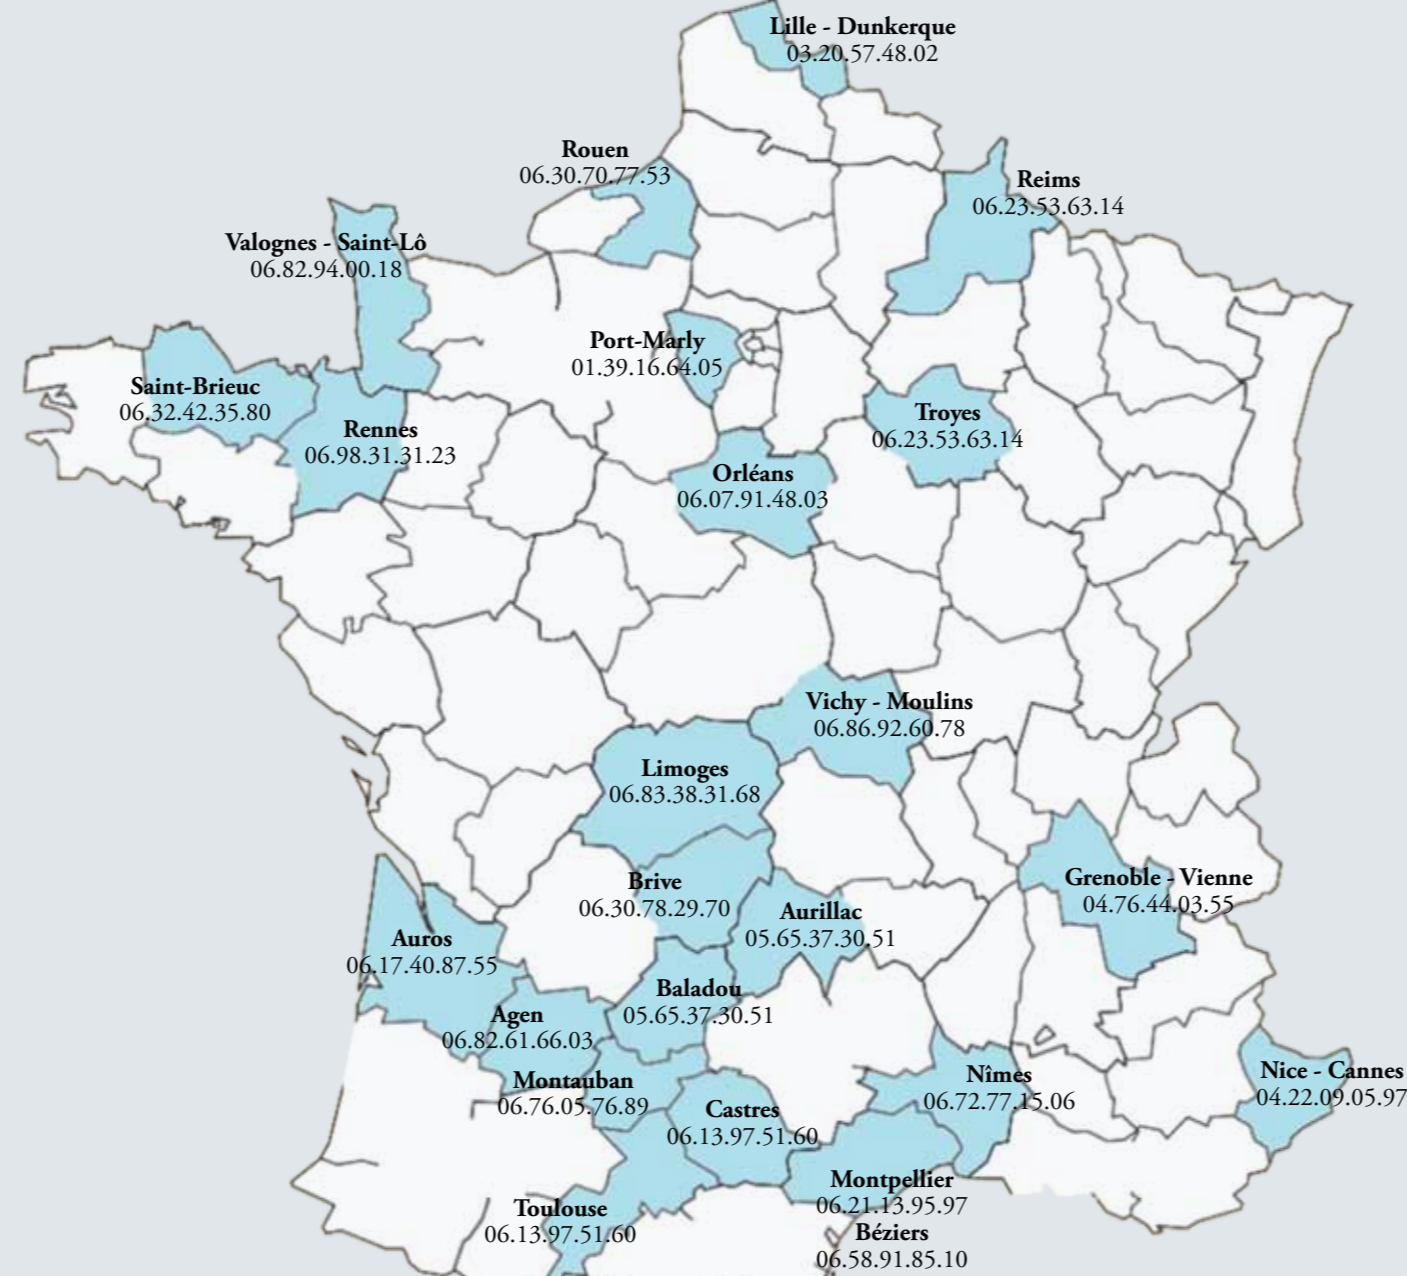 Lille - Dunkerque
03.20.57.48.02
Rouen
06.30.70.77.53
Reims
06.23.53.63.14
Valognes - Saint-Lô
06.82.94.00.18
Port-Marly
01.39.16.64.05
Saint-Brieuc
06.32.42.35.80
Rennes
06.98.31.31.23
Troyes
06.23.53.63.14
Orléans
06.07.91.48.03
Vichy - Moulins
06.86.92.60.78
Limoges
06.83.38.31.68
Brive
06.30.78.29.70
Grenoble - Vienne
04.76.44.03.55
Aurillac
05.65.37.30.51
Auros
06.17.40.87.55
Baladou
05.65.37.30.51
Agen
06.82.61.66.03
Montauban
06.76.05.76.89
Nîmes
06.72.77.15.06
Nice - Cannes
04.22.09.05.97
Castres
06.13.97.51.60
Montpellier
06.21.13.95.97
Toulouse
06.13.97.51.60
Béziers
06.58.91.85.10